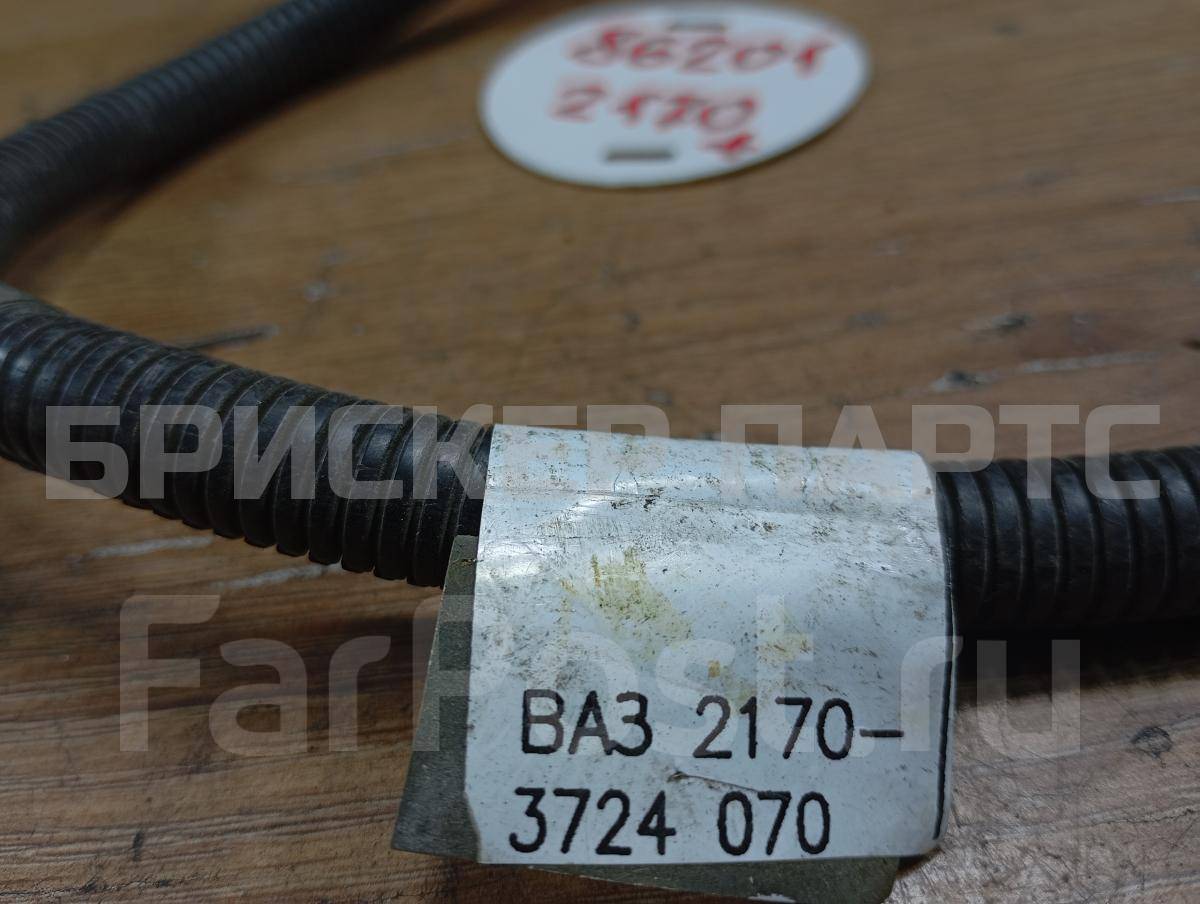 86201
2170
БРИСКЕР ПАРТС
FarPost.ru
ВАЗ 2170-
3724 070